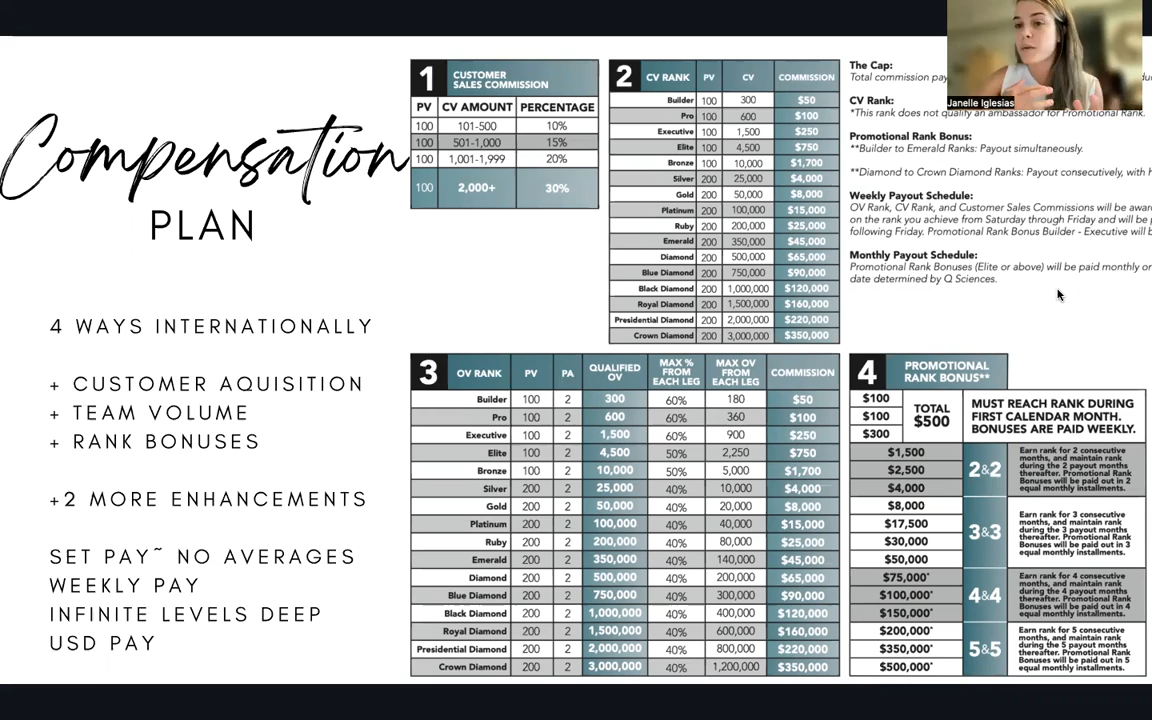 Compensation
PLAN
4 WAYS INTERNATIONALLY
+ CUSTOMER AQUISITION
+ TEAM VOLUME
+ RANK BONUSES
+2 MORE ENHANCEMENTS
SET PAY~ NO AVERAGES
WEEKLY PAY
INFINITE LEVELS DEEP
USD PAY
1 CUSTOMER
SALES COMMISSION
PV CV AMOUNT PERCENTAGE
100 101-500 10%
100 501-1,000 15%
100 1,001-1,999 20%
100 2,000+ 30%
2 CV RANK PV CV COMMISSION
Builder 100 300 $50
Pro 100 600 $100
Executive 100 1,500 $250
Elite 100 4,500 $750
Bronze 100 10,000 $1,700
Silver 200 25,000 $4,000
Gold 200 50,000 $8,000
Platinum 200 100,000 $15,000
Ruby 200 200,000 $25,000
Emerald 200 350,000 $45,000
Diamond 200 500,000 $65,000
Blue Diamond 200 750,000 $90,000
Black Diamond 200 1,000,000 $120,000
Royal Diamond 200 1,500,000 $160,000
Presidential Diamond 200 2,000,000 $220,000
Crown Diamond 200 3,000,000 $350,000
The Cap:
Total commission pay
Janelle Iglesias
CV Rank:
*This rank does not qualify an ambassador for Promotional Rank.
Promotional Rank Bonus:
**Builder to Emerald Ranks: Payout simultaneously.
**Diamond to Crown Diamond Ranks: Payout consecutively, with
Weekly Payout Schedule:
OV Rank, CV Rank, and Customer Sales Commissions will be
on the rank you achieve from Saturday through Friday and will be
following Friday. Promotional Rank Bonus Builder - Executive will
Monthly Payout Schedule:
Promotional Rank Bonuses (Elite or above) will be paid monthly
date determined by Q Sciences.
3 OV RANK PV PA QUALIFIED OV MAX % FROM EACH LEG MAX OV FROM EACH LEG COMMISSION
Builder 100 2 300 60% 180 $50
Pro 100 2 600 60% 360 $100
Executive 100 2 1,500 60% 900 $250
Elite 100 2 4,500 50% 2,250 $750
Bronze 100 2 10,000 50% 5,000 $1,700
Silver 200 2 25,000 40% 10,000 $4,000
Gold 200 2 50,000 40% 20,000 $8,000
Platinum 200 2 100,000 40% 40,000 $15,000
Ruby 200 2 200,000 40% 80,000 $25,000
Emerald 200 2 350,000 40% 140,000 $45,000
Diamond 200 2 500,000 40% 200,000 $65,000
Blue Diamond 200 2 750,000 40% 300,000 $90,000
Black Diamond 200 2 1,000,000 40% 400,000 $120,000
Royal Diamond 200 2 1,500,000 40% 600,000 $160,000
Presidential Diamond 200 2 2,000,000 40% 800,000 $220,000
Crown Diamond 200 2 3,000,000 40% 1,200,000 $350,000
4 PROMOTIONAL
RANK BONUS**
$100
$100
$300
TOTAL
$500
MUST REACH RANK DURING
FIRST CALENDAR MONTH.
BONUSES ARE PAID WEEKLY.
$1,500
$2,500
$4,000
2&2
Earn rank for 2 consecutive
months, and maintain rank
during the 2 payout months
thereafter. Promotional Rank
Bonuses will be paid out in 2
equal monthly installments.
$8,000
$17,500
$30,000
$50,000
3&3
Earn rank for 3 consecutive
months, and maintain rank
during the 3 payout months
thereafter. Promotional Rank
Bonuses will be paid out in 3
equal monthly installments.
$75,000*
$100,000*
$150,000*
4&4
Earn rank for 4 consecutive
months, and maintain rank
during the 4 payout months
thereafter. Promotional Rank
Bonuses will be paid out in 4
equal monthly installments.
$200,000*
$350,000*
$500,000*
5&5
Earn rank for 5 consecutive
months, and maintain rank
during the 5 payout months
thereafter. Promotional Rank
Bonuses will be paid out in 5
equal monthly installments.